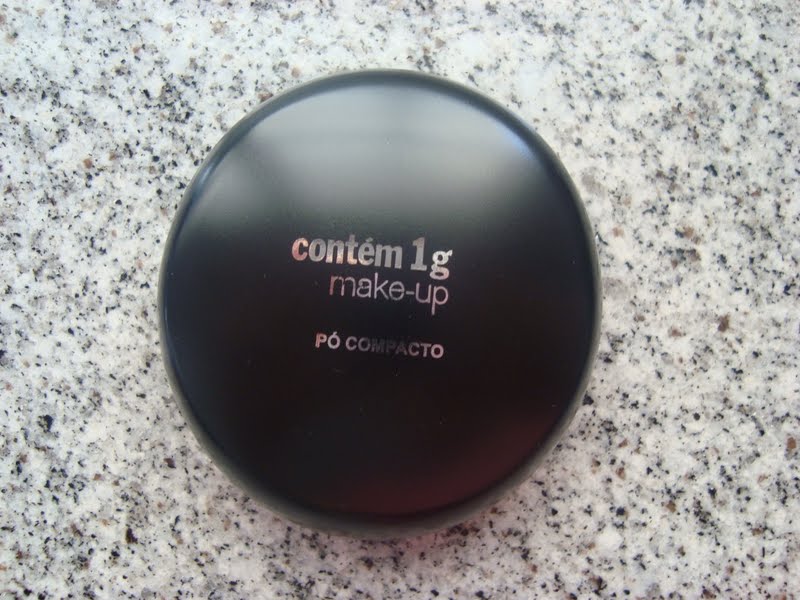 contém 1g
make-up
PÓ COMPACTO